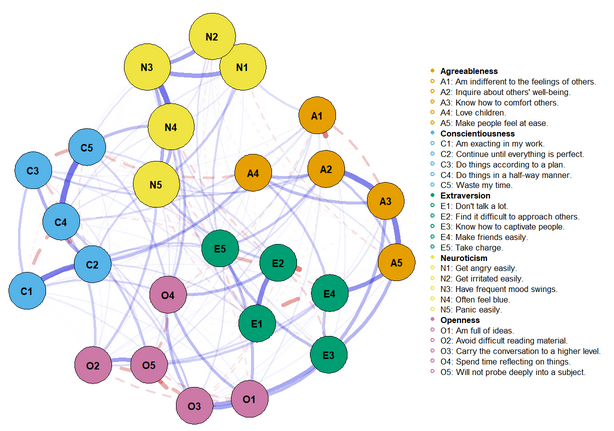 N2
N3
N1
A1
N4
C5
C3
A4
A2
N5
A3
C4
E5
E2
A5
C2
C1
O4
E4
E1
E3
O2
O5
O3
O1
Agreeableness
A1: Am indifferent to the feelings of others.
A2: Inquire about others' well-being.
A3: Know how to comfort others.
A4: Love children.
A5: Make people feel at ease.
Conscientiousness
C1: Am exacting in my work.
C2: Continue until everything is perfect.
C3: Do things according to a plan.
C4: Do things in a half-way manner.
C5: Waste my time.
Extraversion
E1: Don't talk a lot.
E2: Find it difficult to approach others.
E3: Know how to captivate people.
E4: Make friends easily.
E5: Take charge.
Neuroticism
N1: Get angry easily.
N2: Get irritated easily.
N3: Have frequent mood swings.
N4: Often feel blue.
N5: Panic easily.
Openness
O1: Am full of ideas.
O2: Avoid difficult reading material.
O3: Carry the conversation to a higher level.
O4: Spend time reflecting on things.
O5: Will not probe deeply into a subject.